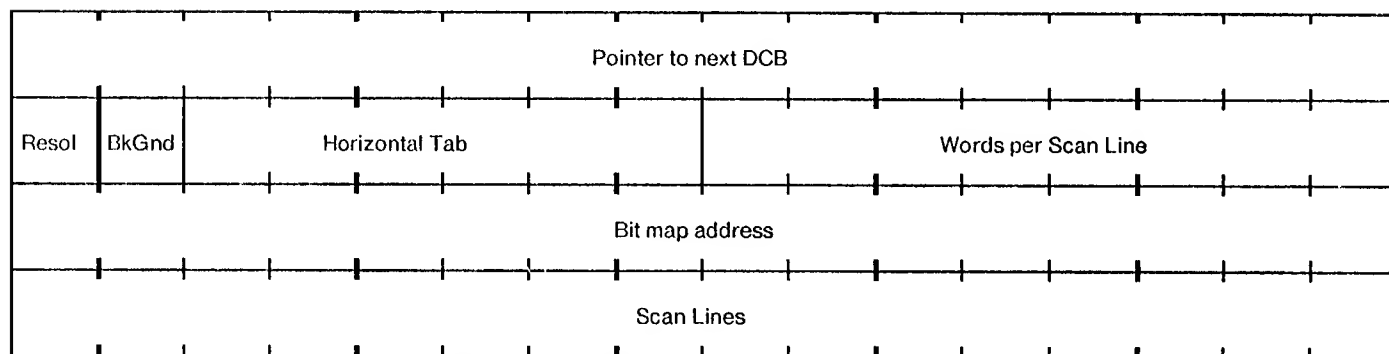 Pointer to next DCB
Resol BkGnd Horizontal Tab Words per Scan Line
Bit map address
Scan Lines